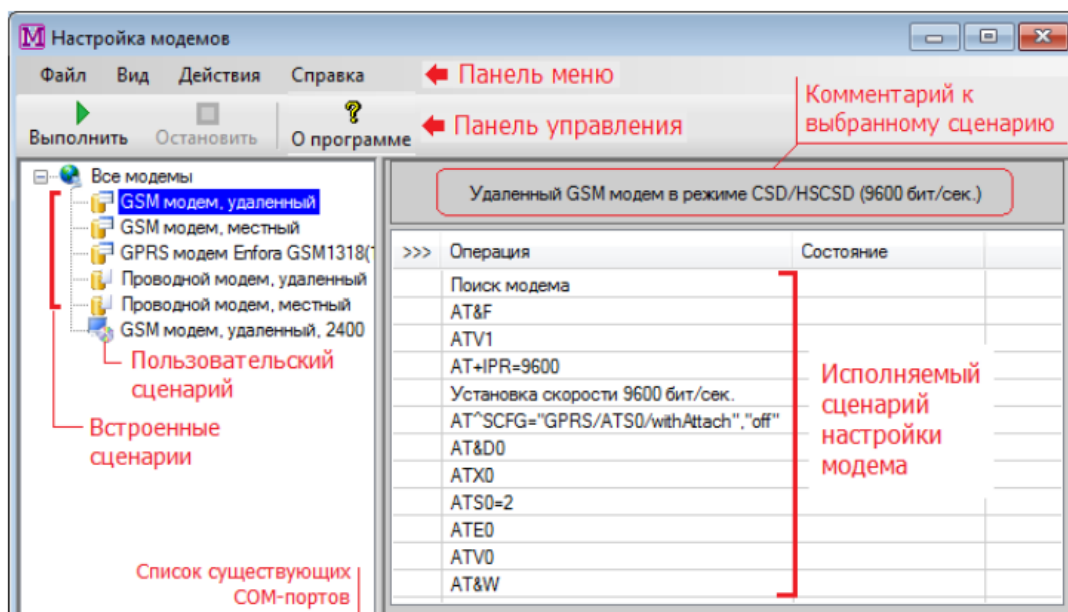 Настройка модемов
Файл Вид Действия Справка
Панель меню
Выполнить Остановить О программе
Панель управления
Комментарий к
выбранному сценарию
Все модемы
GSM модем, удаленный
GSM модем, местный
GPRS модем Enfora GSM1318(
Проводной модем, удаленный
Проводной модем, местный
GSM модем, удаленный, 2400
Пользовательский
сценарий
Встроенные
сценарии
Список существующих
COM-портов
Удаленный GSM модем в режиме CSD/HSCSD (9600 бит/сек.)
>>> Операция Состояние
Поиск модема
AT&F
ATV1
AT+IPR=9600
Установка скорости 9600 бит/сек.
AT^SCFG="GPRS/ATS0/withAttach","off"
AT&D0
ATX0
ATS0=2
ATE0
ATV0
AT&W
Исполняемый
сценарий
настройки
модема